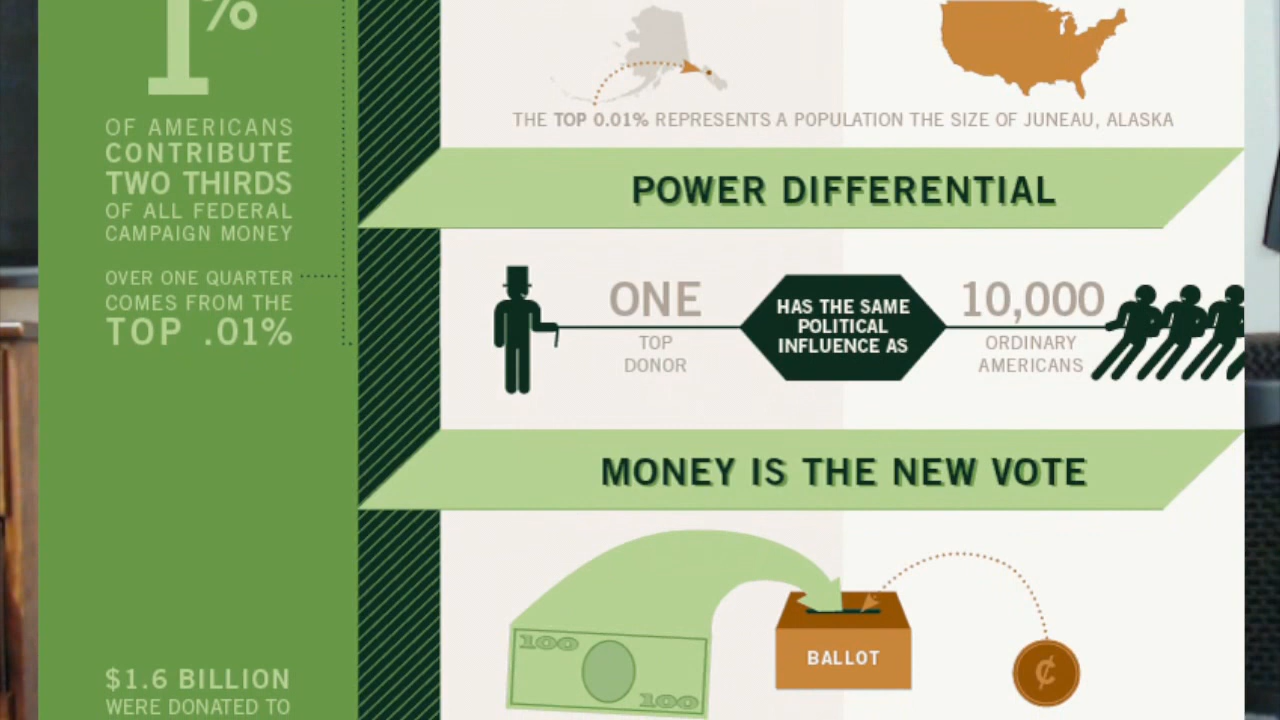 1%
OF AMERICANS
CONTRIBUTE
TWO THIRDS
OF ALL FEDERAL
CAMPAIGN MONEY
OVER ONE QUARTER
COMES FROM THE
TOP .01%
$1.6 BILLION
WERE DONATED TO
THE TOP 0.01% REPRESENTS A POPULATION THE SIZE OF JUNEAU, ALASKA
POWER DIFFERENTIAL
ONE
TOP
DONOR
HAS THE SAME
POLITICAL
INFLUENCE AS
10,000
ORDINARY
AMERICANS
MONEY IS THE NEW VOTE
100
100
BALLOT
¢